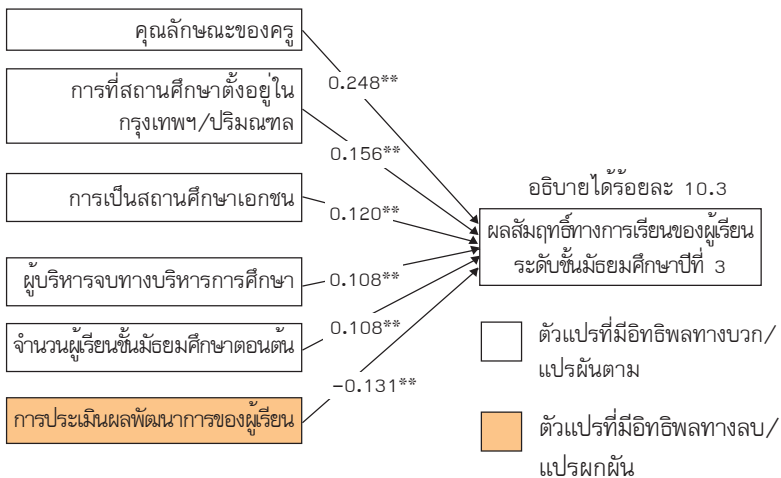 คุณลักษณะของครู
0.248**
การที่สถานศึกษาตั้งอยู่ใน
กรุงเทพฯ/ปริมณฑล
0.156**
การเป็นสถานศึกษาเอกชน
0.120**
ผู้บริหารจบทางบริหารการศึกษา
0.108**
จำนวนผู้เรียนชั้นมัธยมศึกษาตอนต้น
0.108**
การประเมินผลพัฒนาการของผู้เรียน
-0.131**
อธิบายได้ร้อยละ 10.3
ผลสัมฤทธิ์ทางการเรียนของผู้เรียน
ระดับชั้นมัธยมศึกษาปีที่ 3
ตัวแปรที่มีอิทธิพลทางบวก/
แปรผันตาม
ตัวแปรที่มีอิทธิพลทางลบ/
แปรผกผัน